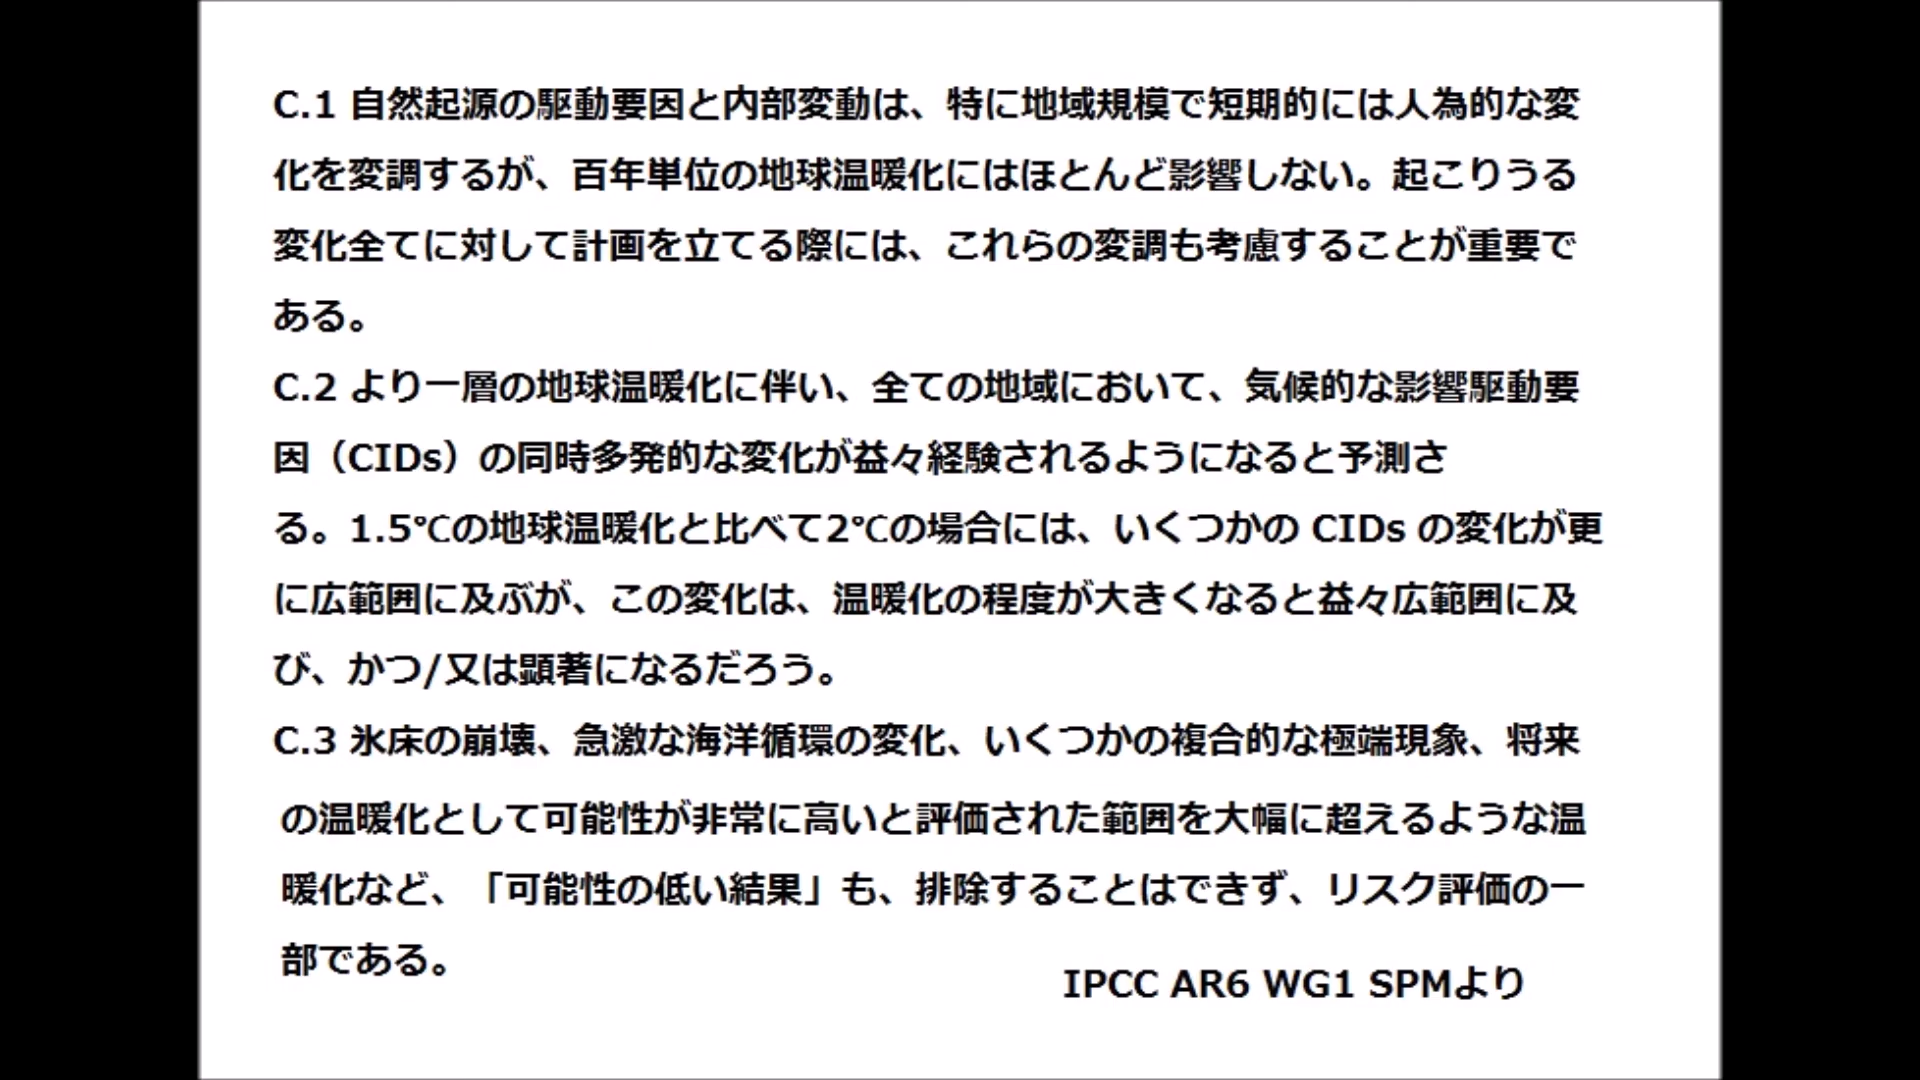 C.1 自然起源の駆動要因と内部変動は、特に地域規模で短期的には人為的な変
化を変調するが、百年単位の地球温暖化にはほとんど影響しない。起こりうる
変化全てに対して計画を立てる際には、これらの変調も考慮することが重要で
ある。
C.2 より一層の地球温暖化に伴い、全ての地域において、気候的な影響駆動要
因（CIDs）の同時多発的な変化が益々経験されるようになると予測さ
る。1.5℃の地球温暖化と比べて2℃の場合には、いくつかの CIDs の変化が更
に広範囲に及ぶが、この変化は、温暖化の程度が大きくなると益々広範囲に及
び、かつ/又は顕著になるだろう。
C.3 氷床の崩壊、急激な海洋循環の変化、いくつかの複合的な極端現象、将来
の温暖化として可能性が非常に高いと評価された範囲を大幅に超えるような温
暖化など、「可能性の低い結果」も、排除することはできず、リスク評価の一
部である。
IPCC AR6 WG1 SPMより